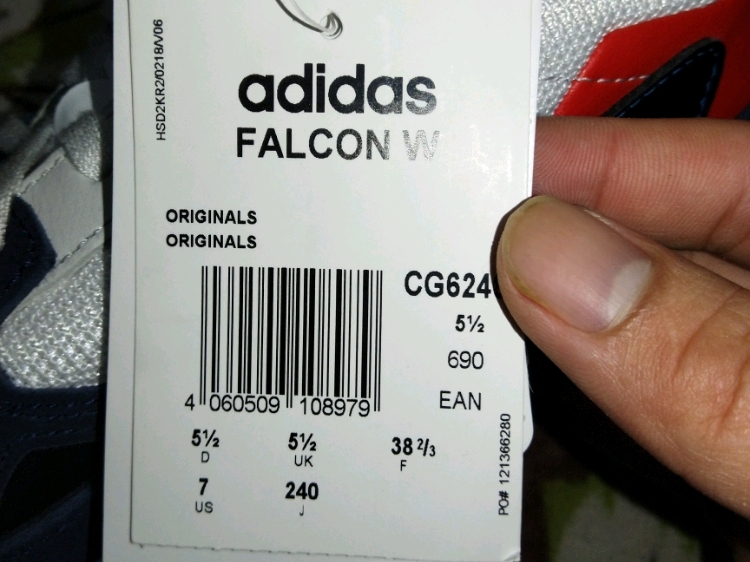 HSD2KR2/0218/V06
adidas
FALCON W
ORIGINALS
ORIGINALS
CG624
5½
690
EAN
4 060509 108979
5½ 5½ 38 2/3
D UK F
7 240
US J
PO# 121366280